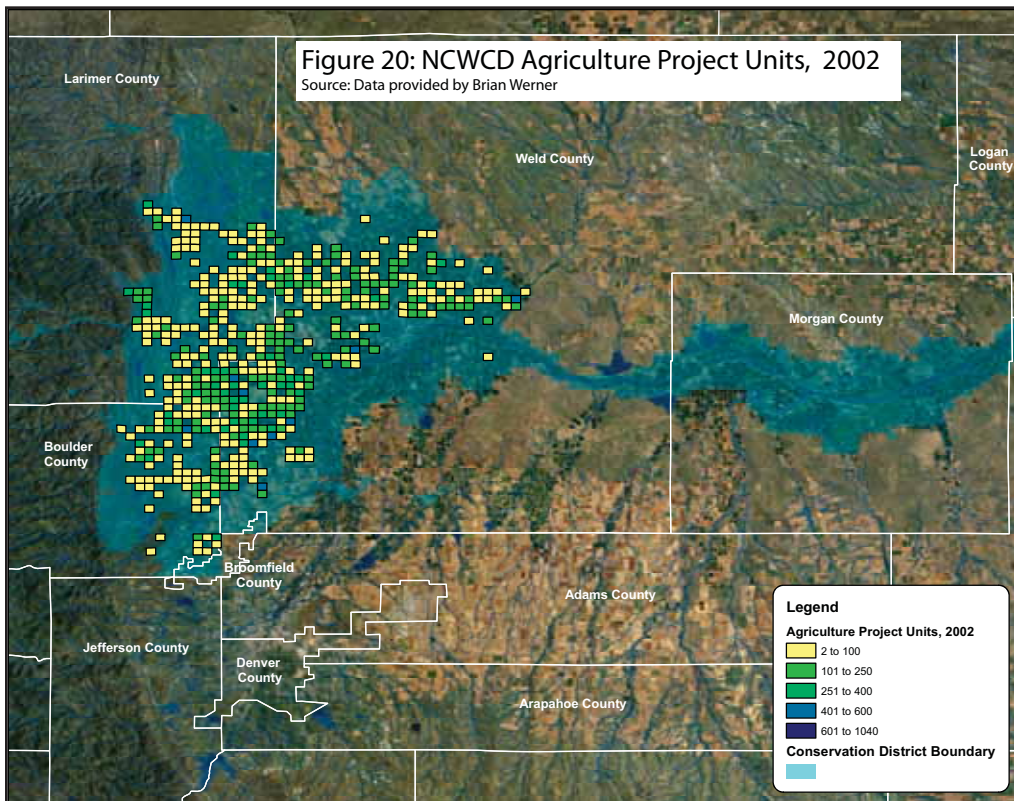 Figure 20: NCWCD Agriculture Project Units, 2002
Source: Data provided by Brian Werner
Larimer County
Weld County
Logan
County
Morgan County
Boulder
County
Broomfield
County
Adams County
Jefferson County
Denver
County
Arapahoe County
Legend
Agriculture Project Units, 2002
2 to 100
101 to 250
251 to 400
401 to 600
601 to 1040
Conservation District Boundary